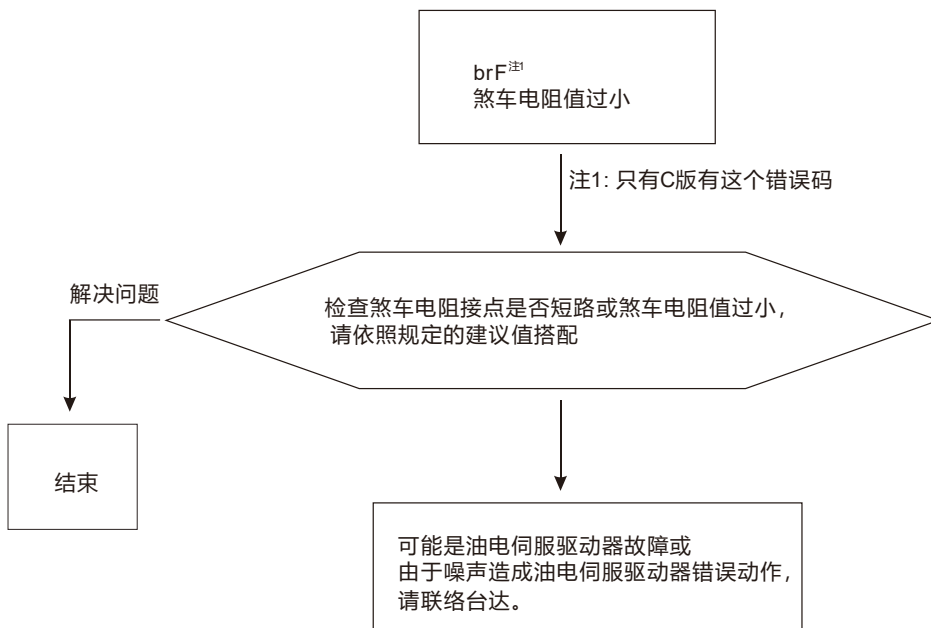 brF注1
煞车电阻值过小
注1: 只有C版有这个错误码
解决问题
检查煞车电阻接点是否短路或煞车电阻值过小，
请依照规定的建议值搭配
结束
可能是油电伺服驱动器故障或
由于噪声造成油电伺服驱动器错误动作，
请联络台达。